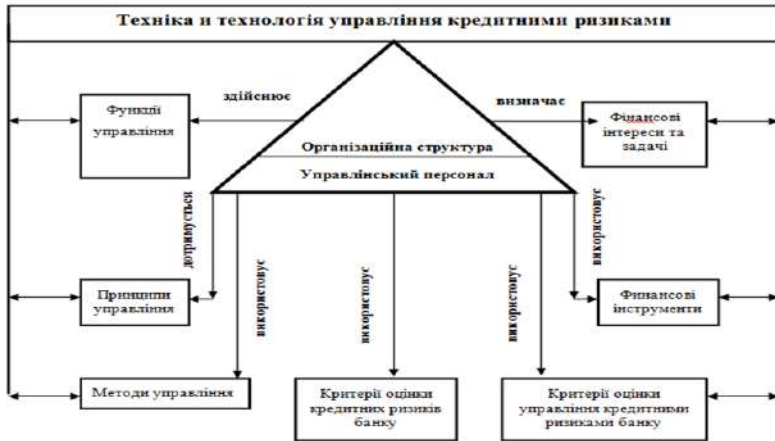 Техніка и технологія управління кредитними ризиками
здійснює
визначає
Функції
управління
Фінансові
інтереси та
задачі
Організаційна структура
Управлінський персонал
дотримується
використовує
використовує
використовує
використовує
Принципи
управління
Финансові
інструменти
Методи управління
Критерії оцінки
кредитних ризиків
банку
Критерії оцінки
управління кредитними
ризиками банку